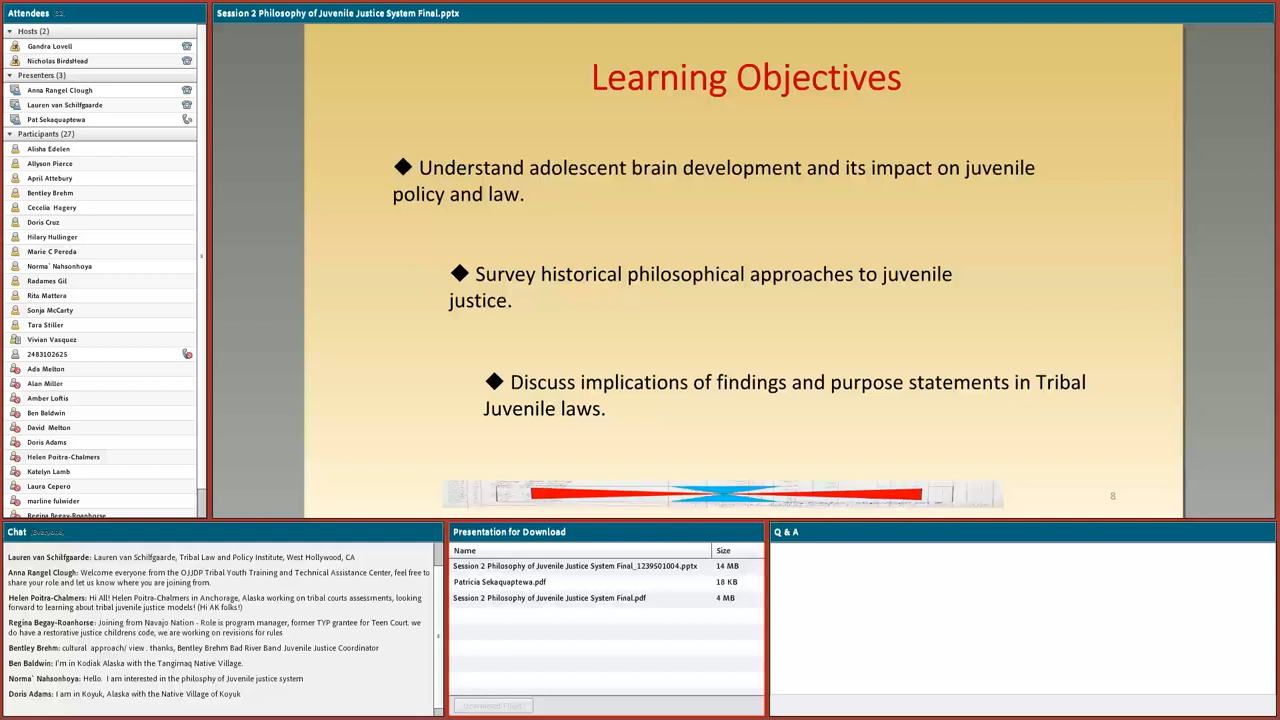 Attendees
Session 2 Philosophy of Juvenile Justice System Final.pptx
Hosts (2)
Gandra Lovell
Nicholas BirdsHead
Presenters (3)
Anna Rangel Clough
Lauren van Schilfgaarde
Pat Sekaquaptewa
Participants (27)
Alisha Edelen
Allyson Pierce
April Attebury
Bentley Brehm
Cecelia Hagery
Doris Cruz
Hilary Hullinger
Marie C Pereda
Norma` Nahsonhoya
Radames Gil
Rita Mattera
Sonja McCarty
Tara Stiller
Vivian Vasquez
2483102625
Ada Melton
Alan Miller
Amber Loftis
Ben Baldwin
David Melton
Doris Adams
Helen Poitra-Chalmers
Katelyn Lamb
Laura Cepero
marline fulwider
Regina Begay-Roanhorse
Learning Objectives
◆ Understand adolescent brain development and its impact on juvenile
policy and law.
◆ Survey historical philosophical approaches to juvenile
justice.
◆ Discuss implications of findings and purpose statements in Tribal
Juvenile laws.
8
Chat (Everyone)
Lauren van Schilfgaarde: Lauren van Schilfgaarde, Tribal Law and Policy Institute, West Hollywood, CA
Anna Rangel Clough: Welcome everyone from the OJJDP Tribal Youth Training and Technical Assistance Center, feel free to
share your role and let us know where you are joining from.
Helen Poitra-Chalmers: Hi All! Helen Poitra-Chalmers in Anchorage, Alaska working on tribal courts assessments, looking
forward to learning about tribal juvenile justice models! (Hi AK folks!)
Regina Begay-Roanhorse: Joining from Navajo Nation - Role is program manager, former TYP grantee for Teen Court. we
do have a restorative justice childrens code, we are working on revisions for rules
Bentley Brehm: cultural approach/ view . thanks, Bentley Brehm Bad River Band Juvenile Justice Coordinator
Ben Baldwin: I'm in Kodiak Alaska with the Tangirnaq Native Village.
Norma` Nahsonhoya: Hello. I am interested in the philosphy of Juvenile justice system
Doris Adams: I am in Koyuk, Alaska with the Native Village of Koyuk
Presentation for Download
Name Size
Session 2 Philosophy of Juvenile Justice System Final_1239501004.pptx 14 MB
Patricia Sekaquaptewa.pdf 18 KB
Session 2 Philosophy of Juvenile Justice System Final.pdf 4 MB
Download File(s)
Q & A